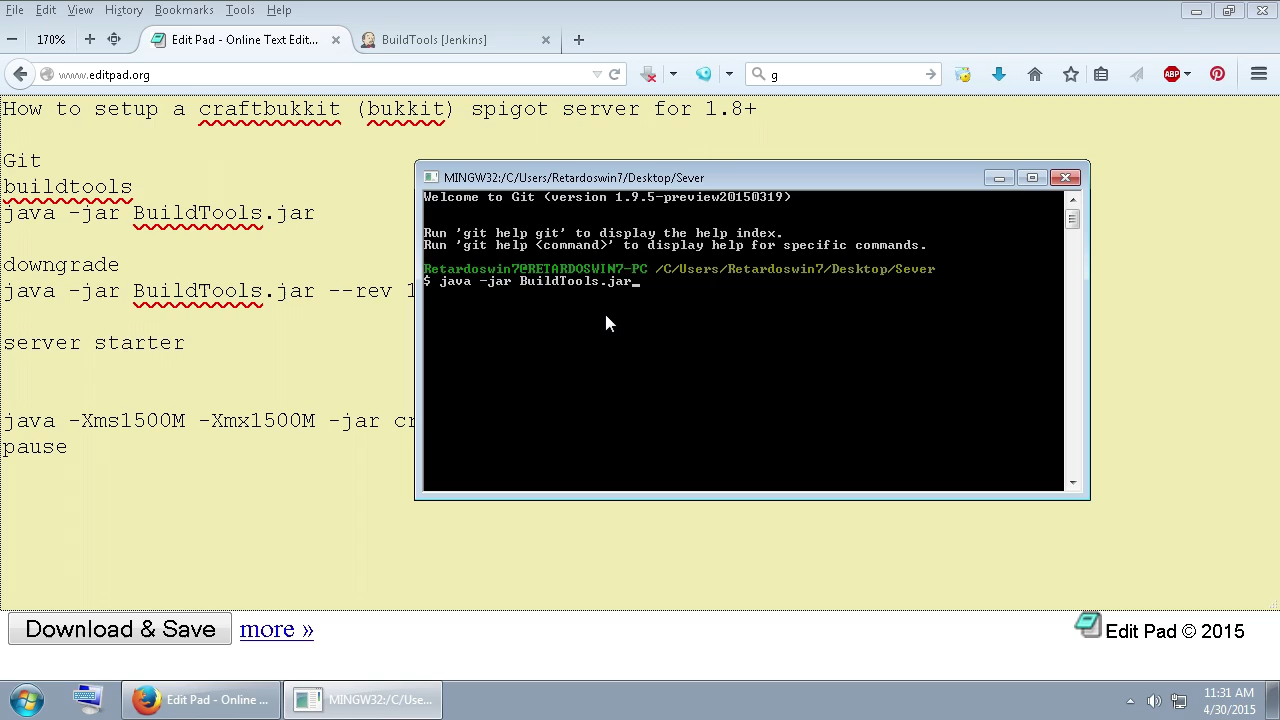 File Edit View History Bookmarks Tools Help
170% Edit Pad - Online Text Edit... BuildTools [Jenkins]
www.editpad.org g ABP
How to setup a craftbukkit (bukkit) spigot server for 1.8+
Git
buildtools
java -jar BuildTools.jar
downgrade
java -jar BuildTools.jar --rev 1
server starter
java -Xms1500M -Xmx1500M -jar cr
pause
MINGW32:/C/Users/Retardoswin7/Desktop/Sever
Welcome to Git (version 1.9.5-preview20150319)
Run 'git help git' to display the help index.
Run 'git help <command>' to display help for specific commands.
Retardoswin7@RETARDOSWIN7-PC /C/Users/Retardoswin7/Desktop/Sever
$ java -jar BuildTools.jar
Download & Save more » Edit Pad © 2015
Edit Pad - Online ... MINGW32:/C/Use... 11:31 AM
4/30/2015